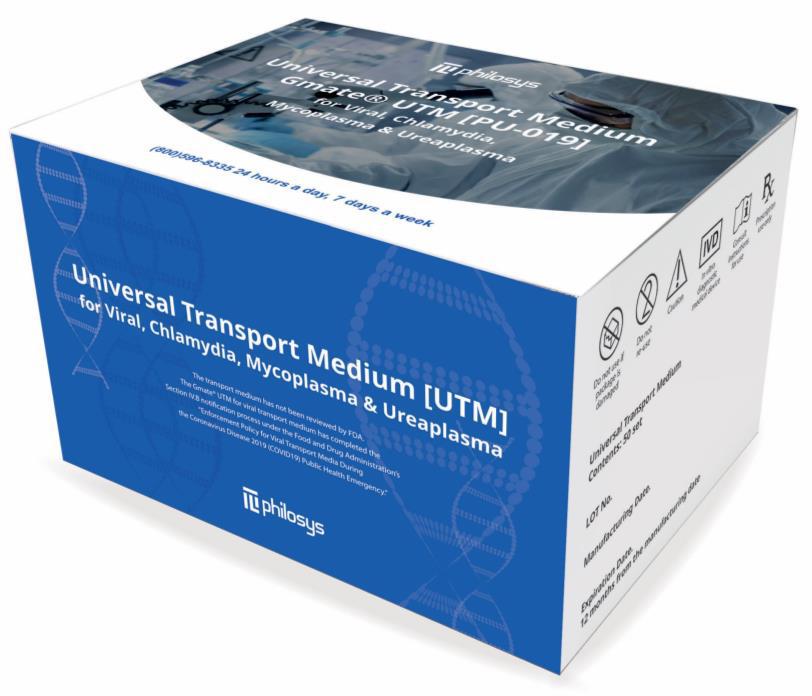 philosys
Universal Transport Medium
Gmate® UTM [PU-019]
for Viral, Chlamydia,
Mycoplasma & Ureaplasma
(800)596-8335 24 hours a day, 7 days a week
Universal Transport Medium [UTM]
for Viral, Chlamydia, Mycoplasma & Ureaplasma
The transport medium has not been reviewed by FDA.
The Gmate® UTM for viral transport medium has completed the
Section IV.B notification process under the Food and Drug Administration's
"Enforcement Policy for Viral Transport Media During
the Coronavirus Disease 2019 (COVID19) Public Health Emergency."
philosys
Do not use if
package is
damaged
2
Do not
re-use
Caution
IVD
In vitro
diagnostic
medical device
i
Consult
instructions
for use
Rx
Prescription
use only
Universal Transport Medium
Contents: 50 set
LOT No.
Manufacturing Date.
Expiration Date.
12 months from the manufacturing date